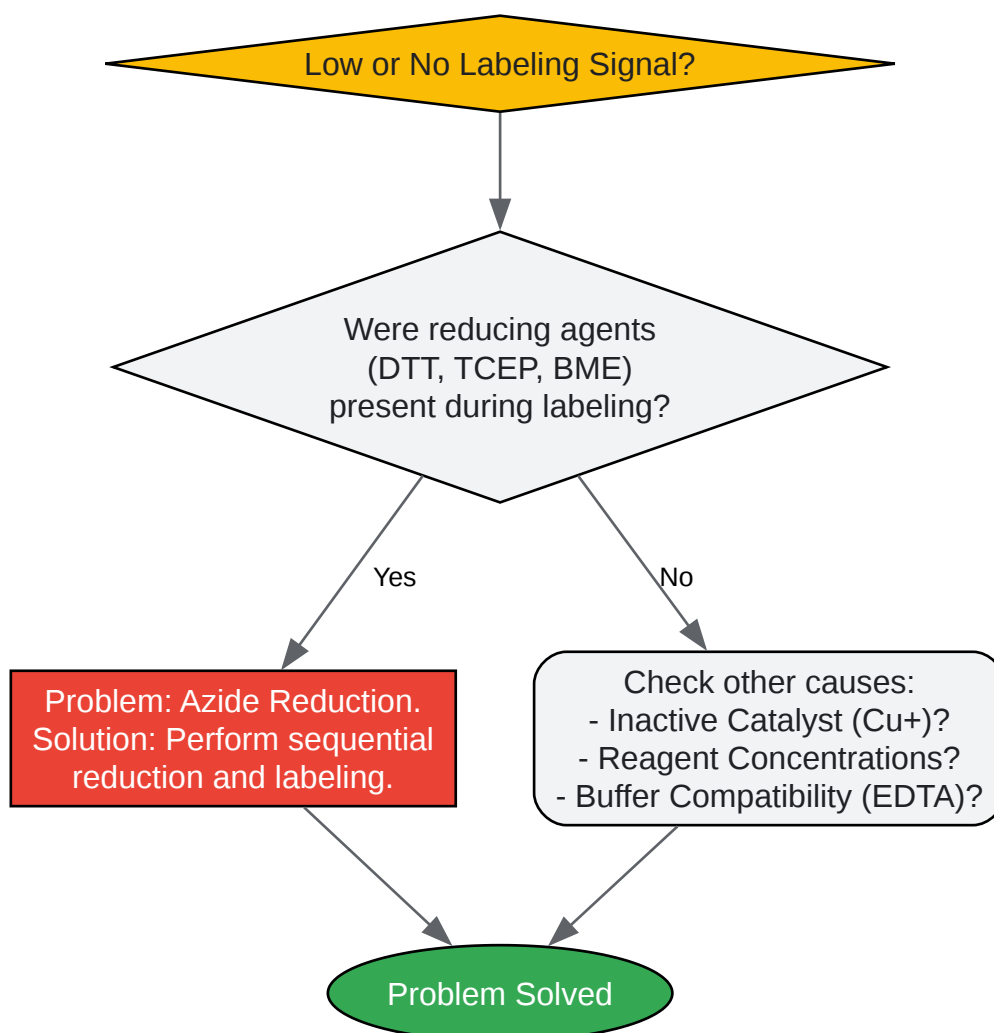 Low or No Labeling Signal?
Were reducing agents
(DTT, TCEP, BME)
present during labeling?
Yes
No
Problem: Azide Reduction.
Solution: Perform sequential
reduction and labeling.
Check other causes:
- Inactive Catalyst (Cu+)?
- Reagent Concentrations?
- Buffer Compatibility (EDTA)?
Problem Solved